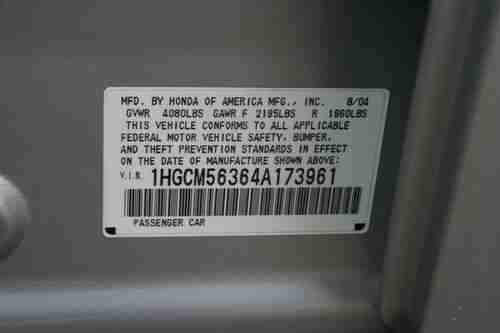 MFD. BY HONDA OF AMERICA MFG., INC. 8/04
GVWR 4080LBS GAWR F 2195LBS R 1960LBS
THIS VEHICLE CONFORMS TO ALL APPLICABLE
FEDERAL MOTOR VEHICLE SAFETY, BUMPER,
AND THEFT PREVENTION STANDARDS IN EFFECT
ON THE DATE OF MANUFACTURE SHOWN ABOVE:
V.I.N. 1HGCM56364A173961
PASSENGER CAR